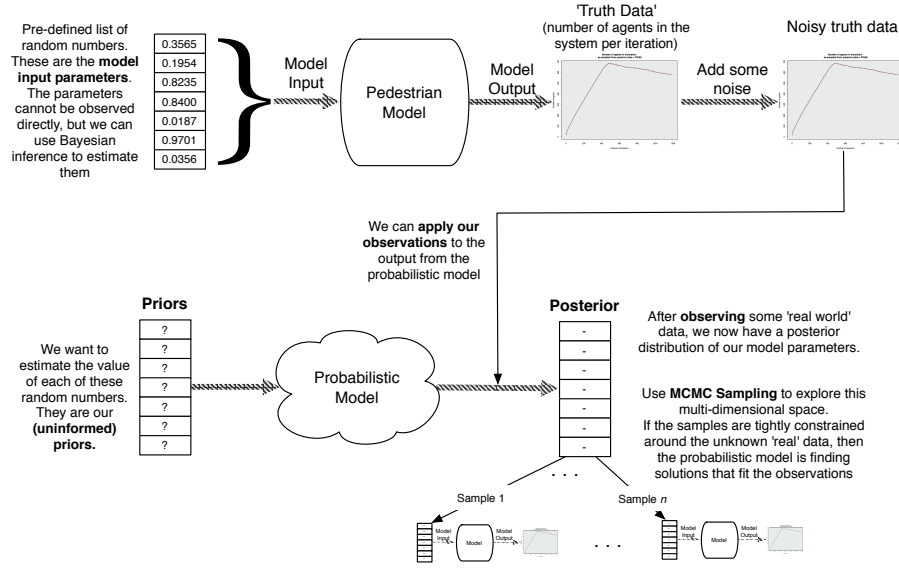 Pre-defined list of
random numbers.
These are the model
input parameters.
The parameters
cannot be observed
directly, but we can
use Bayesian
inference to estimate
them
0.3565
0.1954
0.8235
0.8400
0.0187
0.9701
0.0356
Model
Input
Pedestrian
Model
Model
Output
'Truth Data'
(number of agents in the
system per iteration)
Add some
noise
Noisy truth data
We can apply our
observations to the
output from the
probabilistic model
Priors
?
?
?
?
?
?
?
We want to
estimate the value
of each of these
random numbers.
They are our
(uninformed)
priors.
Probabilistic
Model
Posterior
-
-
-
-
-
-
-
After observing some 'real world'
data, we now have a posterior
distribution of our model parameters.
Use MCMC Sampling to explore this
multi-dimensional space.
If the samples are tightly constrained
around the unknown 'real' data, then
the probabilistic model is finding
solutions that fit the observations
. . .
Sample 1
Sample n
Model
Input
Model
Model
Output
. . .
Model
Input
Model
Model
Output